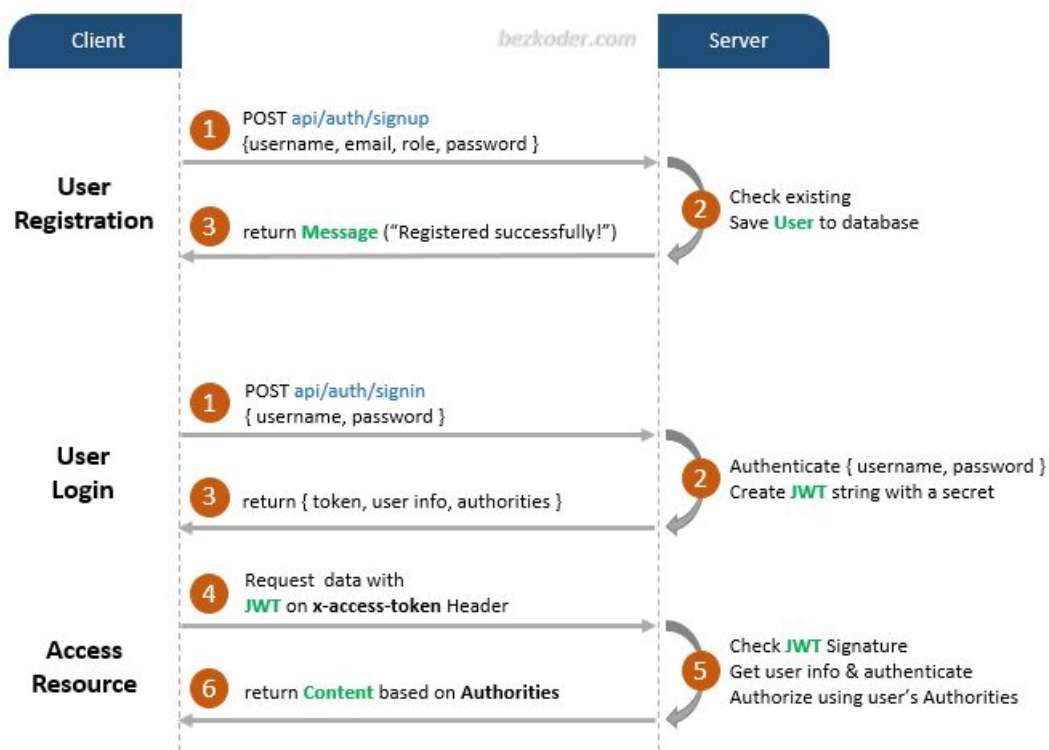 Client
bezkoder.com
Server
1
POST api/auth/signup
{username, email, role, password }
User
Registration
2
Check existing
Save User to database
3
return Message (“Registered successfully!”)
1
POST api/auth/signin
{ username, password }
User
Login
2
Authenticate { username, password }
Create JWT string with a secret
3
return { token, user info, authorities }
4
Request data with
JWT on x-access-token Header
Access
Resource
5
Check JWT Signature
Get user info & authenticate
Authorize using user’s Authorities
6
return Content based on Authorities